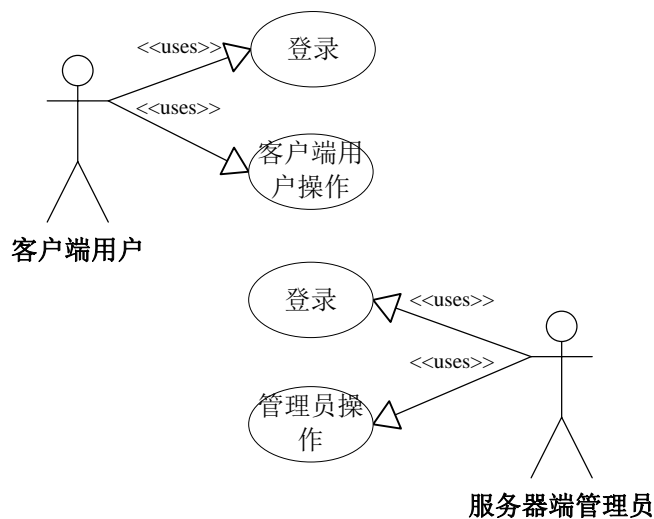 <<uses>>
登录
<<uses>>
客户端用
户操作
客户端用户
登录
<<uses>>
<<uses>>
管理员操
作
服务器端管理员